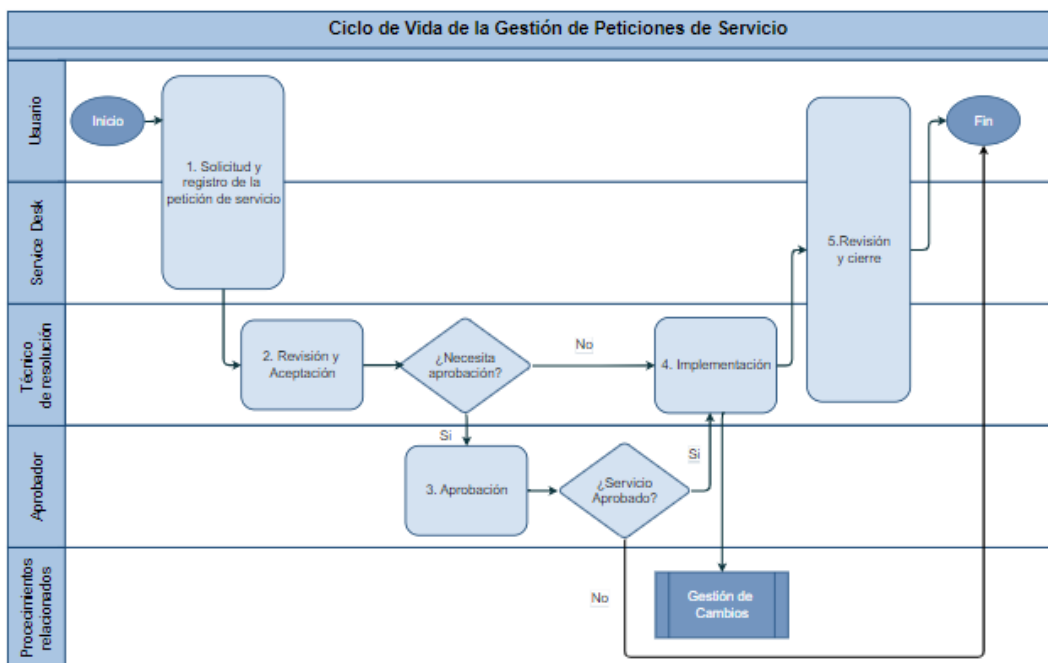 Ciclo de Vida de la Gestión de Peticiones de Servicio
Usuario
Inicio
1. Solicitud y
registro de la
petición de servicio
Fin
Service Desk
5.Revisión
y cierre
Técnico
de resolución
2. Revisión y
Aceptación
¿Necesita
aprobación?
No
4. Implementación
Si
Aprobador
3. Aprobación
¿Servicio
Aprobado?
Si
No
Procecimientos
relacionados
Gestión de
Cambios